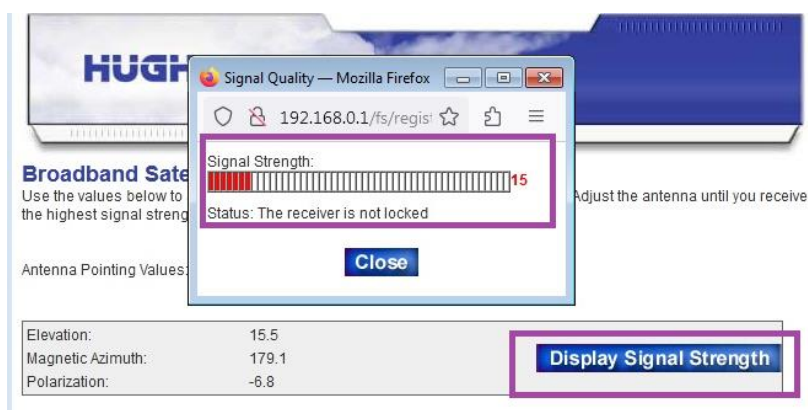 HUGH
Signal Quality — Mozilla Firefox
192.168.0.1/fs/regist
Signal Strength:
15
Status: The receiver is not locked
Close
Broadband Sate
Use the values below to
Adjust the antenna until you receive
the highest signal streng
Antenna Pointing Values:
Elevation: 15.5
Magnetic Azimuth: 179.1
Polarization: -6.8
Display Signal Strength